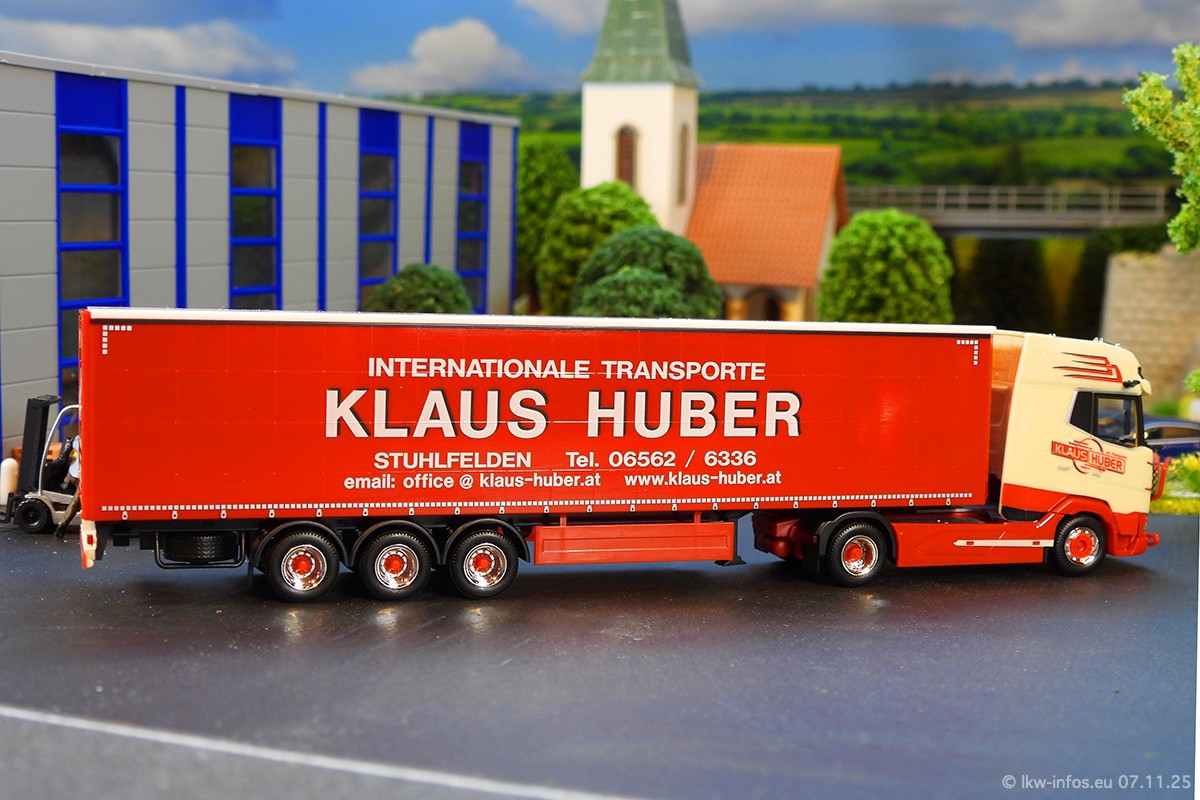 INTERNATIONALE TRANSPORTE
KLAUS HUBER
STUHLFELDEN Tel. 06562 / 6336
email: office @ klaus-huber.at www.klaus-huber.at
KLAUS HUBER
© lkw-infos.eu 07.11.25